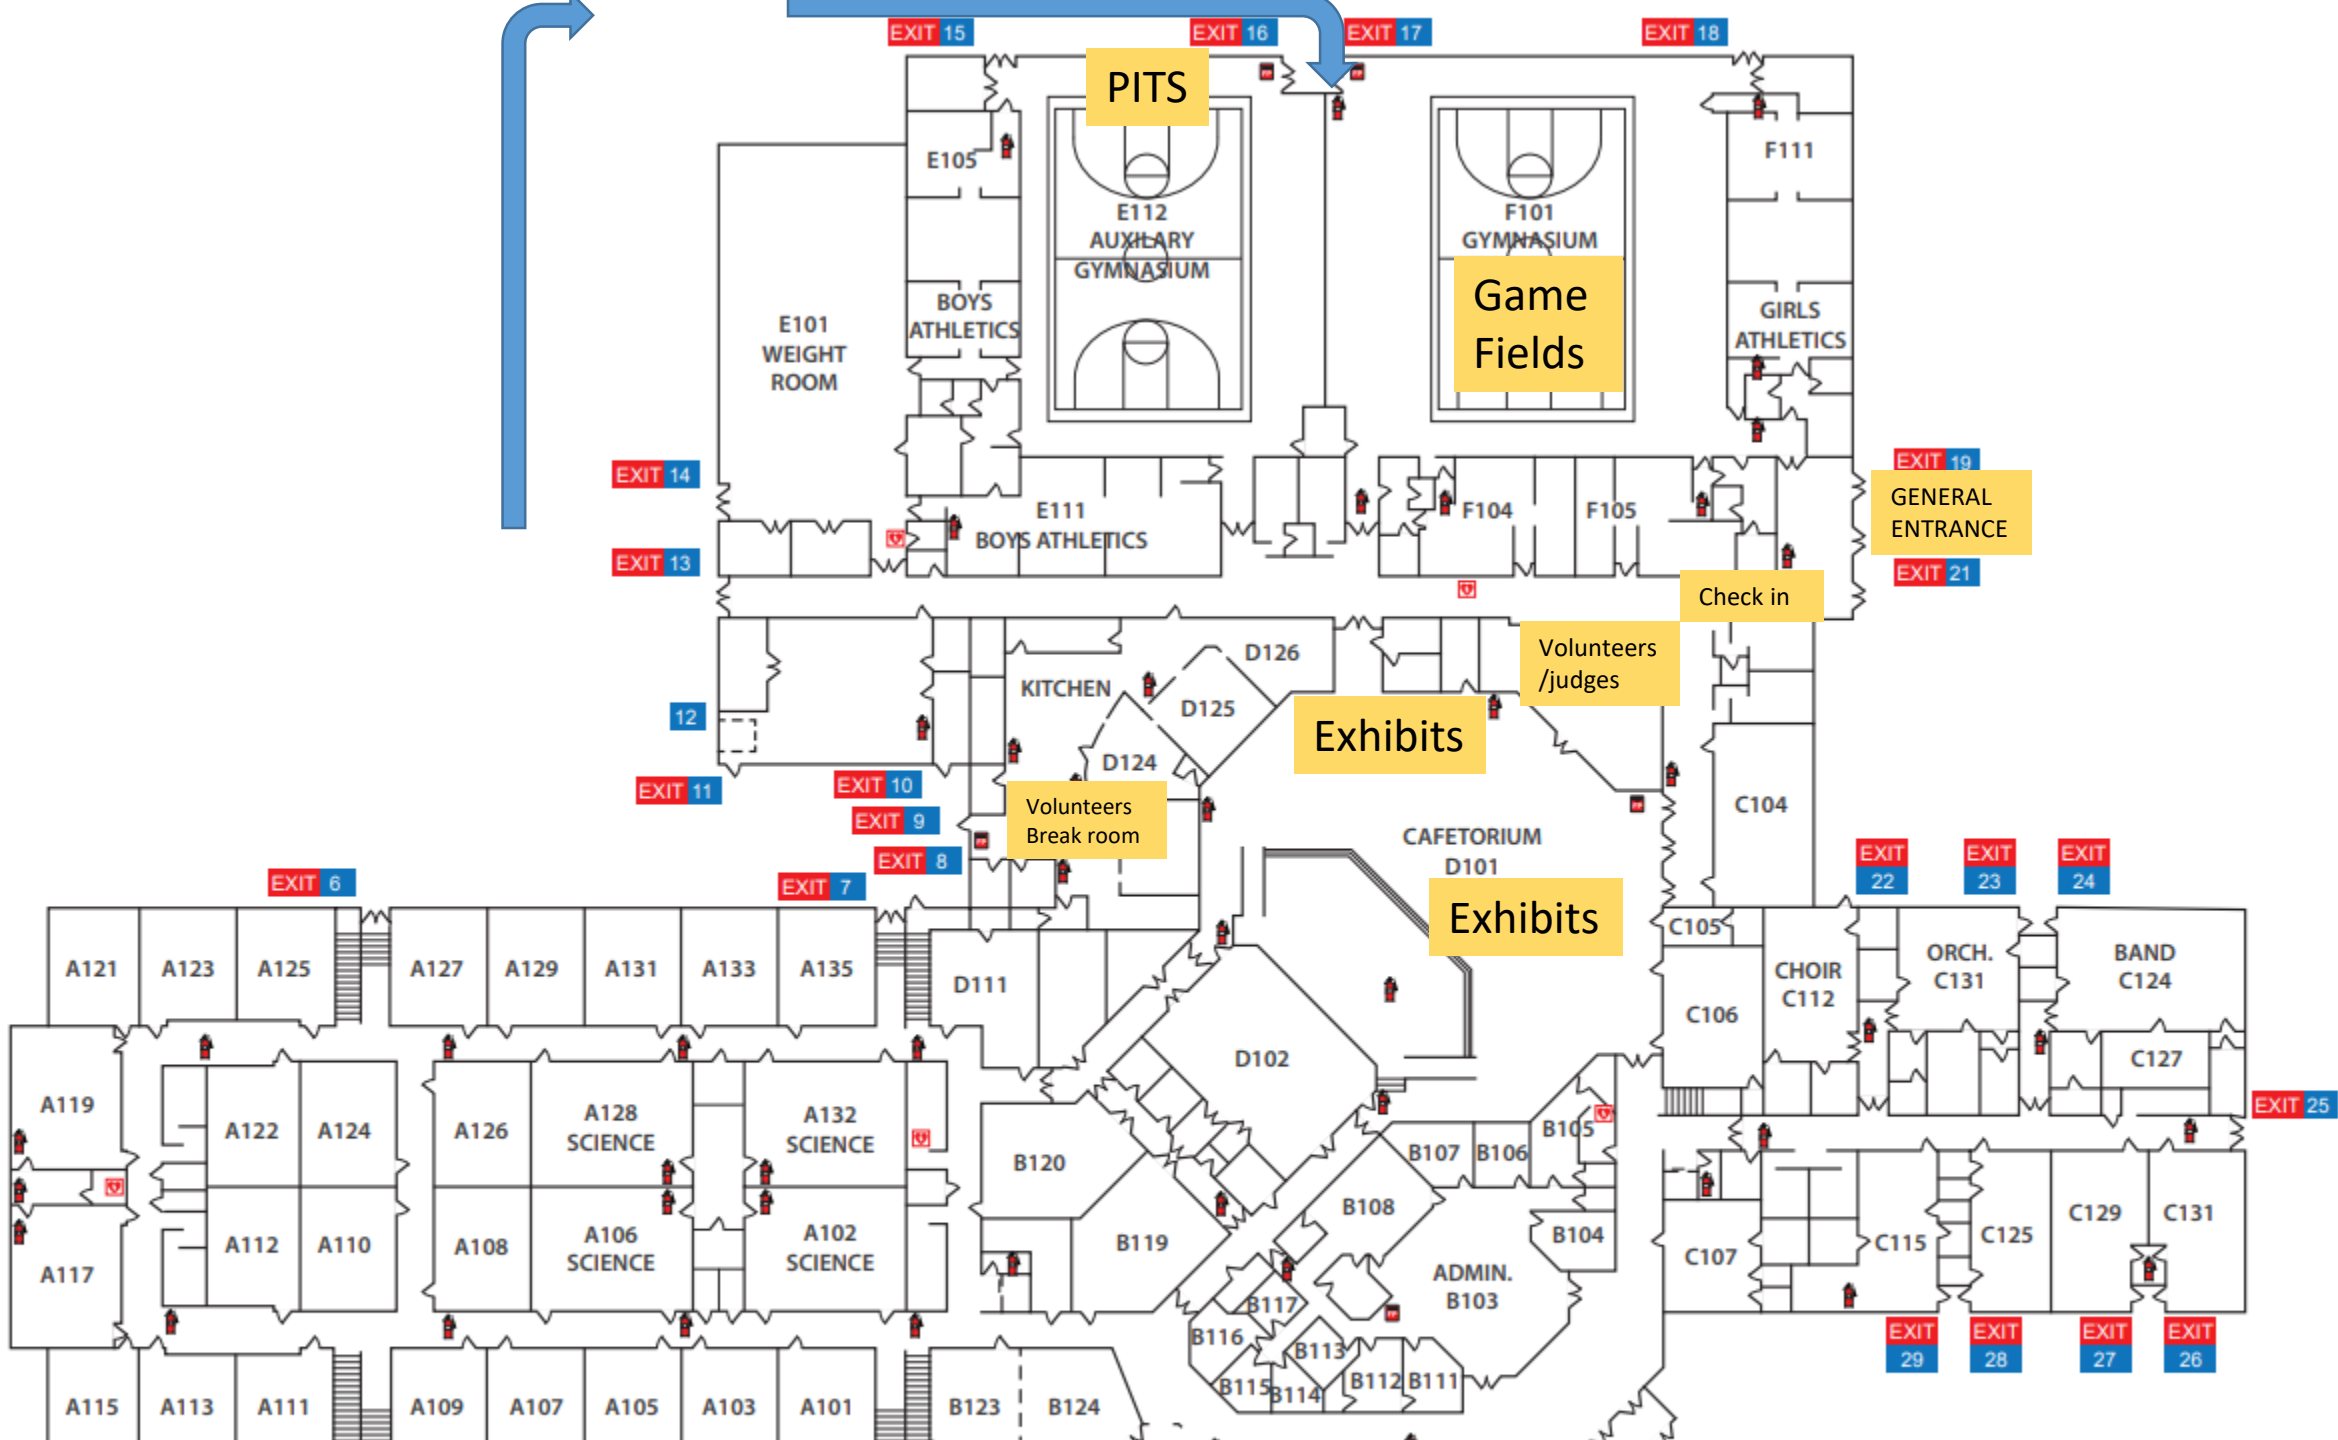 EXIT 15
EXIT 16
EXIT 17
EXIT 18
PITS
E105
F111
E112
AUXILARY
GYMNASIUM
F101
GYMNASIUM
Game
Fields
BOYS
ATHLETICS
GIRLS
ATHLETICS
E101
WEIGHT
ROOM
EXIT 14
EXIT 19
GENERAL
ENTRANCE
E111
BOYS ATHLETICS
F104
F105
EXIT 13
EXIT 21
Check in
Volunteers
/judges
D126
KITCHEN
D125
12
Exhibits
D124
EXIT 11
EXIT 10
Volunteers
Break room
EXIT 9
C104
CAFETORIUM
D101
EXIT 8
EXIT 6
EXIT 7
EXIT
22
EXIT
23
EXIT
24
Exhibits
C105
A121
A123
A125
A127
A129
A131
A133
A135
D111
CHOIR
C112
ORCH.
C131
BAND
C124
C106
D102
C127
A119
EXIT 25
A122
A124
A126
A128
SCIENCE
A132
SCIENCE
B120
B107
B106
B105
B108
B104
A112
A110
A108
A106
SCIENCE
A102
SCIENCE
B119
C107
C115
C125
C129
C131
A117
ADMIN.
B103
B117
B116
B113
B115
B114
B112
B111
EXIT
29
EXIT
28
EXIT
27
EXIT
26
A115
A113
A111
A109
A107
A105
A103
A101
B123
B124